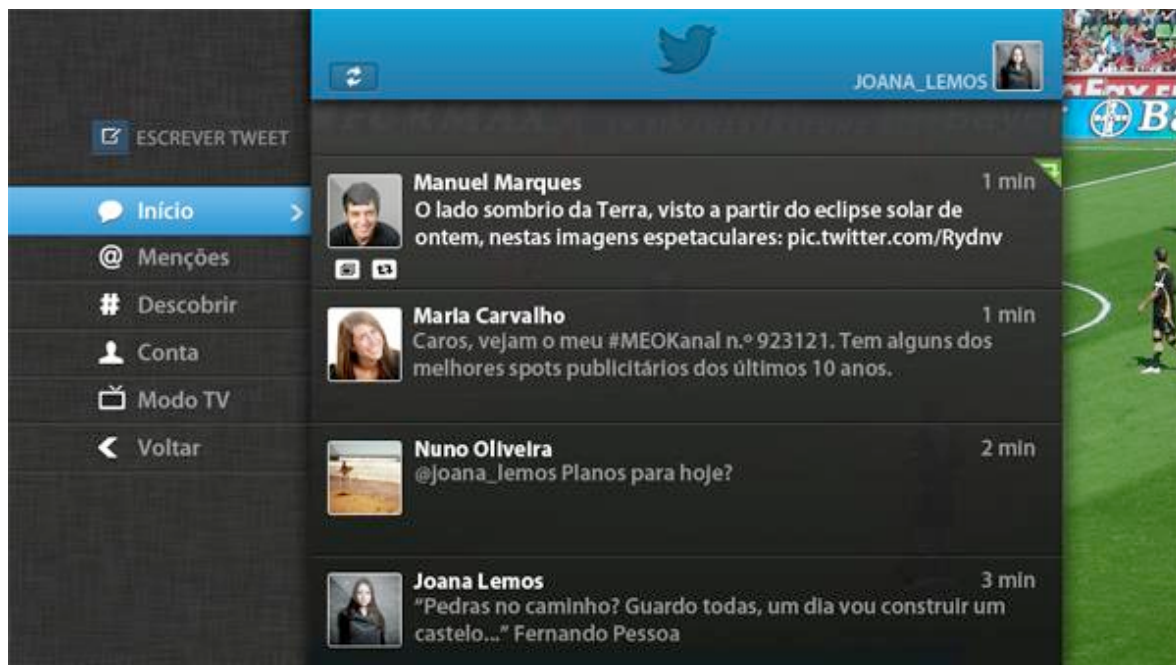 JOANA_LEMOS
ESCREVER TWEET
Início
@ Menções
# Descobrir
Conta
Modo TV
Voltar
Manuel Marques 1 min
O lado sombrio da Terra, visto a partir do eclipse solar de
ontem, nestas imagens espetaculares: pic.twitter.com/Rydnv
Maria Carvalho 1 min
Caros, vejam o meu #MEOKanal n.º 923121. Tem alguns dos
melhores spots publicitários dos últimos 10 anos.
Nuno Oliveira 2 min
@joana_lemos Planos para hoje?
Joana Lemos 3 min
“Pedras no caminho? Guardo todas, um dia vou construir um
castelo...” Fernando Pessoa